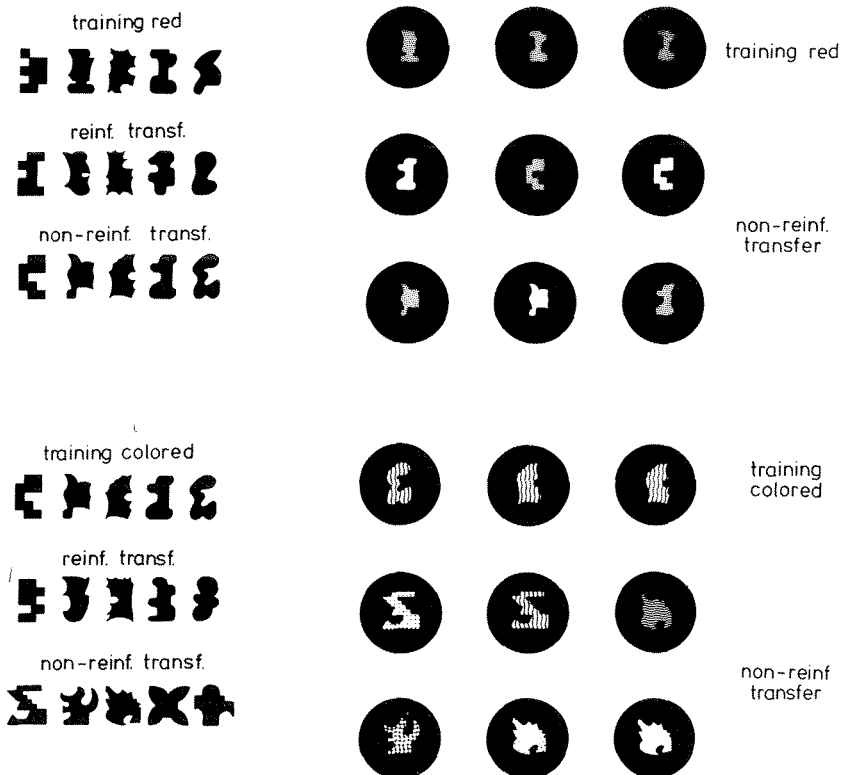 training red
reinf. transf.
non-reinf. transf.
training red
non-reinf.
transfer
training colored
reinf. transf.
non-reinf. transf.
training
colored
non-reinf
transfer